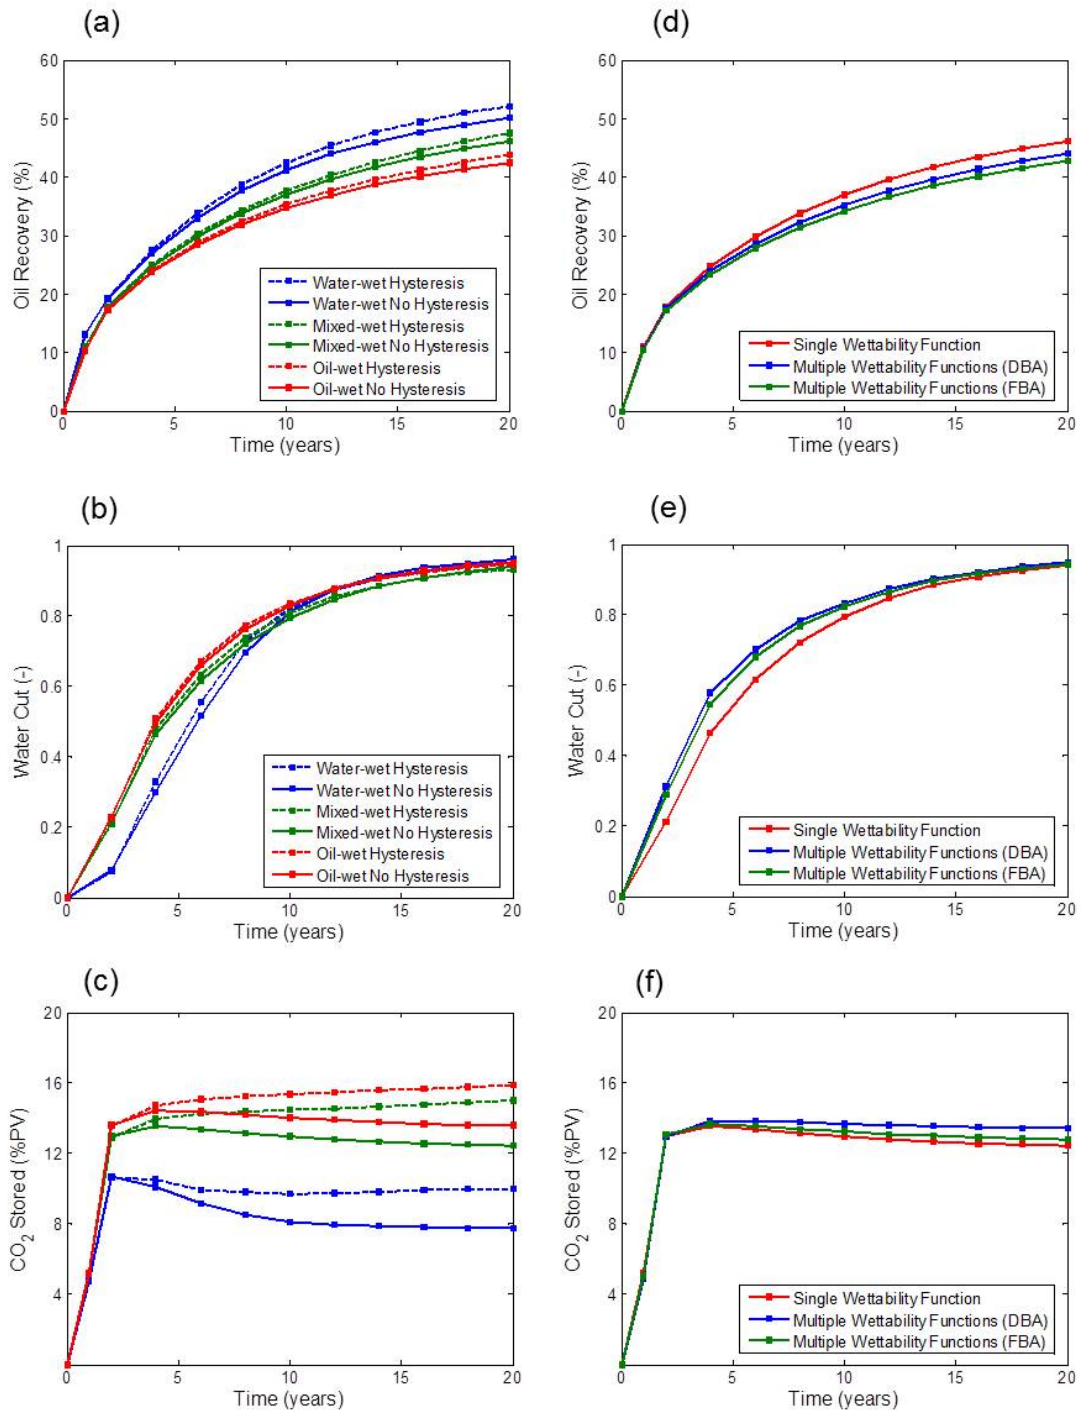 (a)
60
50
40
30
20
10
0
Oil Recovery (%)
Water-wet Hysteresis
Water-wet No Hysteresis
Mixed-wet Hysteresis
Mixed-wet No Hysteresis
Oil-wet Hysteresis
Oil-wet No Hysteresis
0 5 10 15 20
Time (years)
(d)
60
50
40
30
20
10
0
Oil Recovery (%)
Single Wettability Function
Multiple Wettability Functions (DBA)
Multiple Wettability Functions (FBA)
0 5 10 15 20
Time (years)
(b)
1
0.8
0.6
0.4
0.2
0
Water Cut (-)
Water-wet Hysteresis
Water-wet No Hysteresis
Mixed-wet Hysteresis
Mixed-wet No Hysteresis
Oil-wet Hysteresis
Oil-wet No Hysteresis
0 5 10 15 20
Time (years)
(e)
1
0.8
0.6
0.4
0.2
0
Water Cut (-)
Single Wettability Function
Multiple Wettability Functions (DBA)
Multiple Wettability Functions (FBA)
0 5 10 15 20
Time (years)
(c)
20
16
12
8
4
CO2 Stored (%PV)
0 5 10 15 20
Time (years)
(f)
20
16
12
8
4
CO2 Stored (%PV)
Single Wettability Function
Multiple Wettability Functions (DBA)
Multiple Wettability Functions (FBA)
0 5 10 15 20
Time (years)